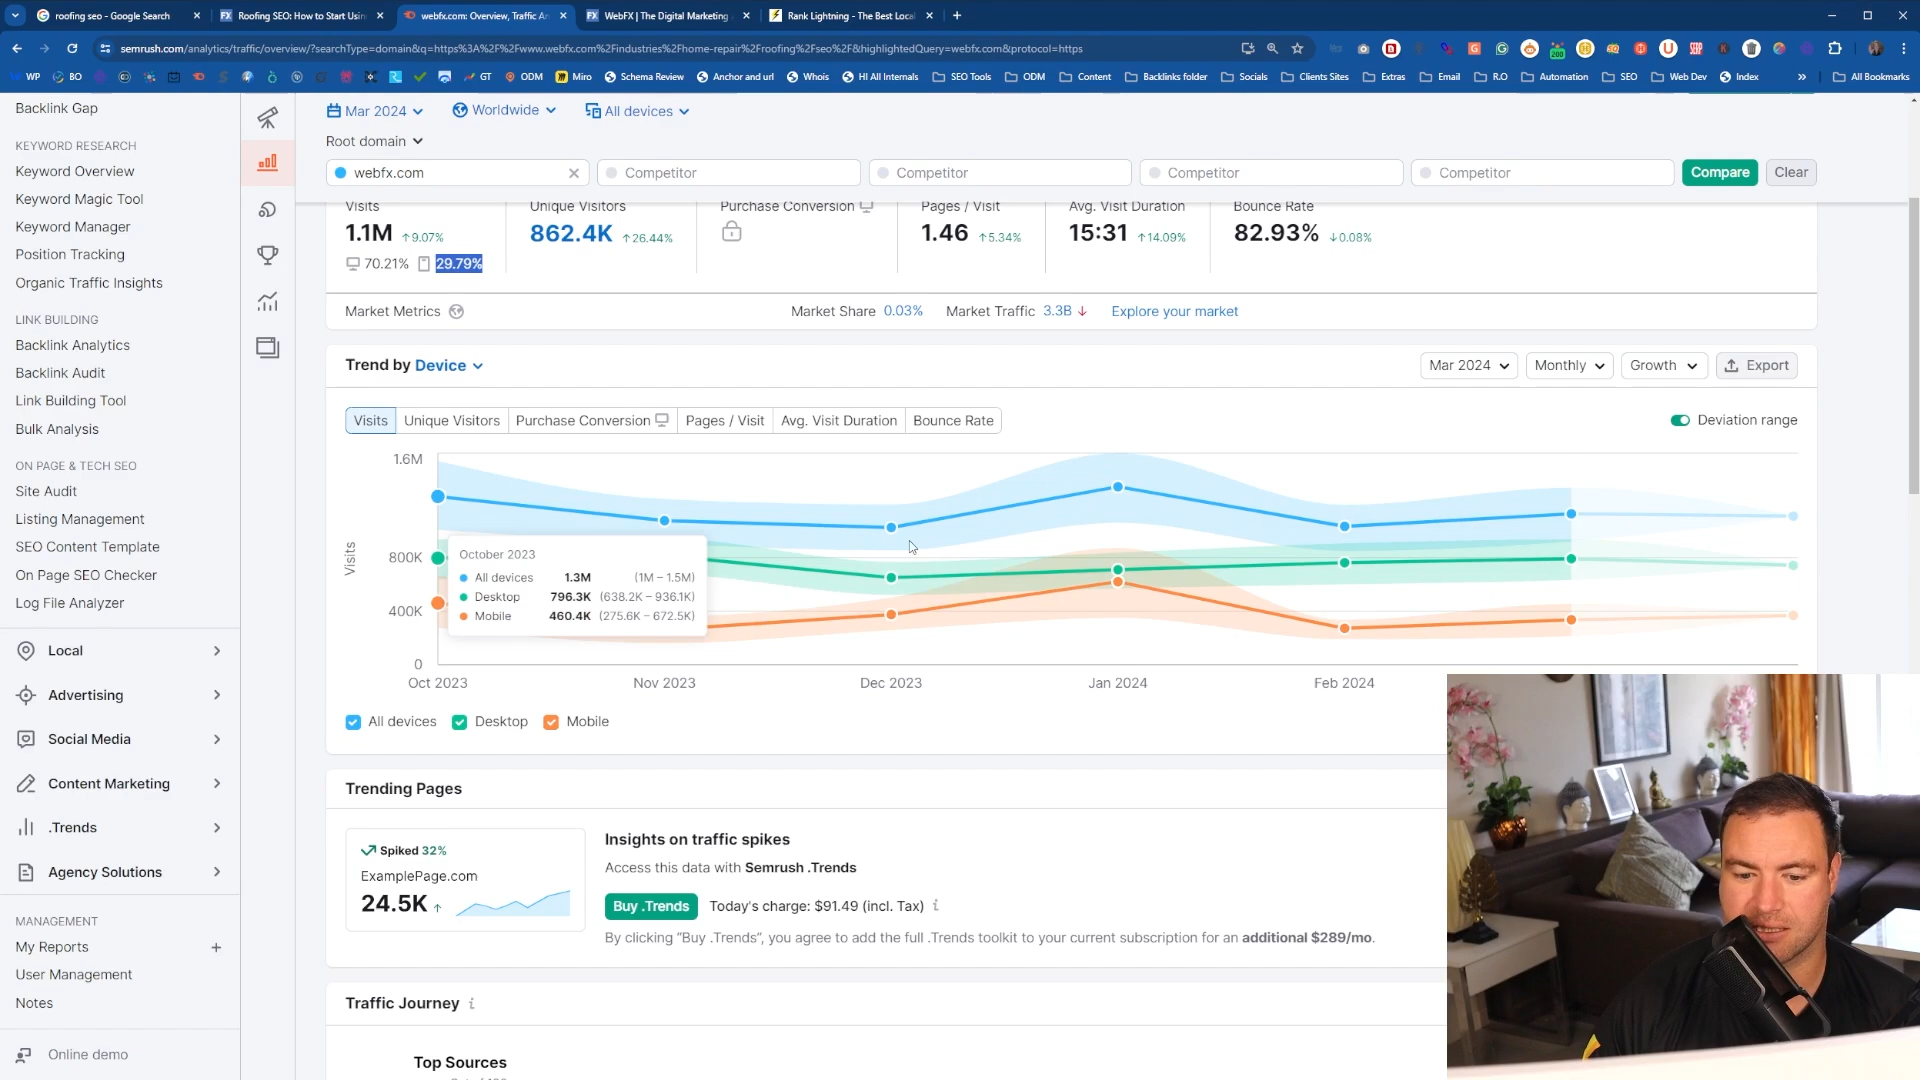 roofing seo - Google Search
Roofing SEO: How to Start Usin
webfx.com: Overview, Traffic An
WebFX | The Digital Marketing
Rank Lightning - The Best Local
semrush.com/analytics/traffic/overview/?searchType=domain&q=https%3A%2F%2Fwww.webfx.com%2Findustries%2Fhome-repair%2Froofing%2Fseo%2F&highlightedQuery=webfx.com&protocol=https
WP BO GT ODM Miro Schema Review Anchor and url Whois HI All Internals SEO Tools ODM Content Backlinks folder Socials Clients Sites Extras Email R.O Automation SEO Web Dev Index All Bookmarks
Backlink Gap
KEYWORD RESEARCH
Keyword Overview
Keyword Magic Tool
Keyword Manager
Position Tracking
Organic Traffic Insights
LINK BUILDING
Backlink Analytics
Backlink Audit
Link Building Tool
Bulk Analysis
ON PAGE & TECH SEO
Site Audit
Listing Management
SEO Content Template
On Page SEO Checker
Log File Analyzer
Local
Advertising
Social Media
Content Marketing
.Trends
Agency Solutions
MANAGEMENT
My Reports
User Management
Notes
Online demo
Mar 2024 Worldwide All devices
Root domain
webfx.com Competitor Competitor Competitor Competitor Compare Clear
Visits Unique Visitors Purchase Conversion Pages / Visit Avg. Visit Duration Bounce Rate
1.1M ↑9.07% 862.4K ↑26.44% 1.46 ↑5.34% 15:31 ↑14.09% 82.93% ↓0.08%
70.21% 29.79%
Market Metrics Market Share 0.03% Market Traffic 3.3B ↓ Explore your market
Trend by Device Mar 2024 Monthly Growth Export
Visits Unique Visitors Purchase Conversion Pages / Visit Avg. Visit Duration Bounce Rate Deviation range
1.6M
800K
400K
0
Visits
October 2023
All devices 1.3M (1M – 1.5M)
Desktop 796.3K (638.2K – 936.1K)
Mobile 460.4K (275.6K – 672.5K)
Oct 2023 Nov 2023 Dec 2023 Jan 2024 Feb 2024
All devices Desktop Mobile
Trending Pages
Spiked 32%
ExamplePage.com
24.5K ↑
Insights on traffic spikes
Access this data with Semrush .Trends
Buy .Trends Today's charge: $91.49 (incl. Tax)
By clicking "Buy .Trends", you agree to add the full .Trends toolkit to your current subscription for an additional $289/mo.
Traffic Journey
Top Sources